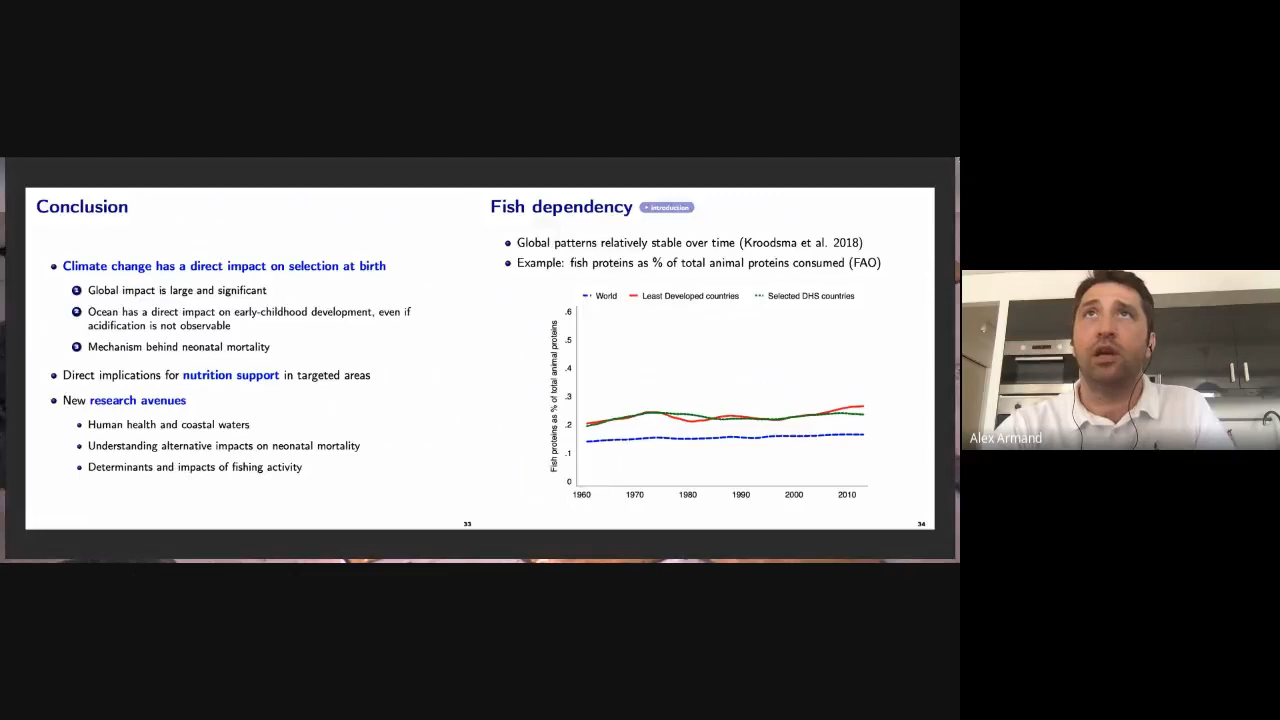 Conclusion
Climate change has a direct impact on selection at birth
1 Global impact is large and significant
2 Ocean has a direct impact on early-childhood development, even if
acidification is not observable
3 Mechanism behind neonatal mortality
Direct implications for nutrition support in targeted areas
New research avenues
Human health and coastal waters
Understanding alternative impacts on neonatal mortality
Determinants and impacts of fishing activity
33
Fish dependency
introduction
Global patterns relatively stable over time (Kroodsma et al. 2018)
Example: fish proteins as % of total animal proteins consumed (FAO)
World Least Developed countries Selected DHS countries
Fish proteins as % of total animal proteins
.6
.5
.4
.3
.2
.1
0
1960 1970 1980 1990 2000 2010
34
Alex Armand